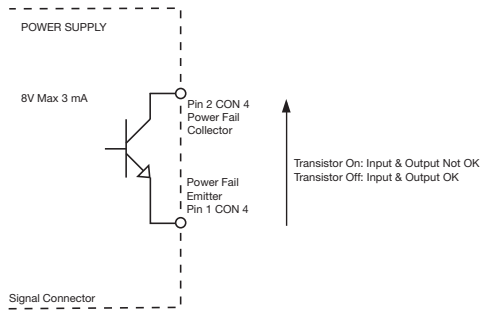 POWER SUPPLY
8V Max 3 mA
Pin 2 CON 4
Power Fail
Collector
Transistor On: Input & Output Not OK
Transistor Off: Input & Output OK
Power Fail
Emitter
Pin 1 CON 4
Signal Connector